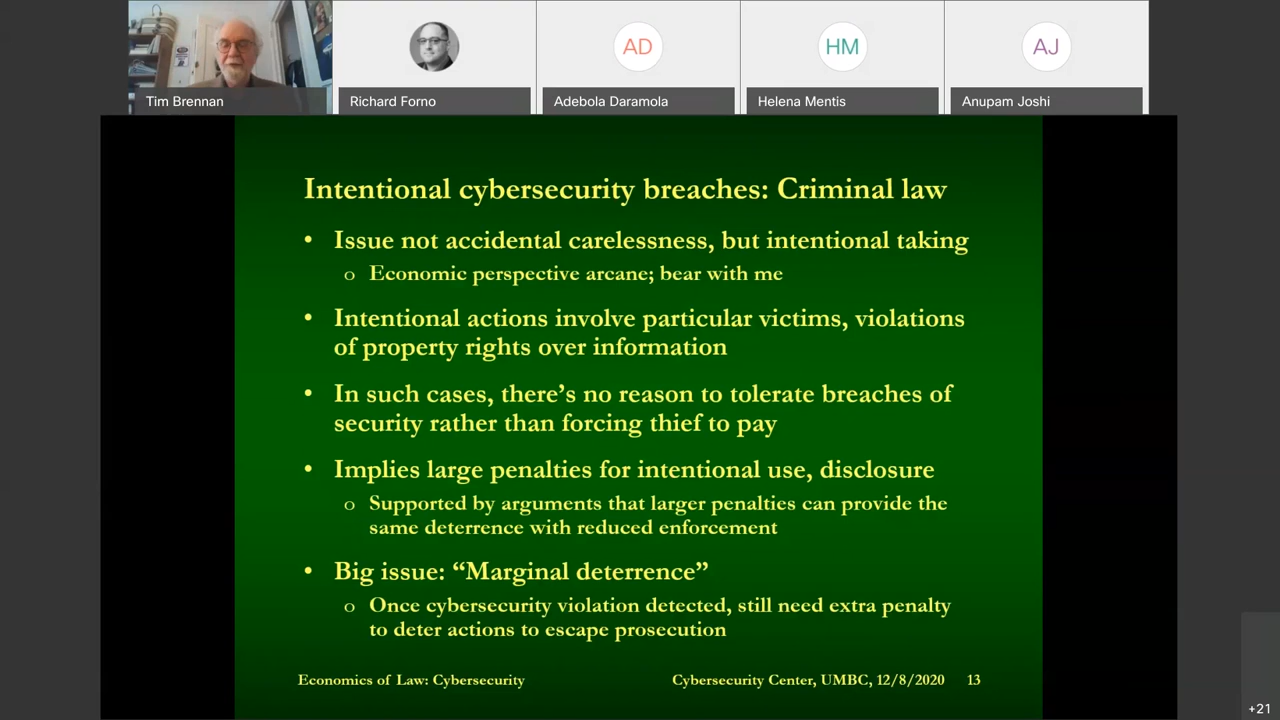 AD
HM
AJ
Tim Brennan
Richard Forno
Adebola Daramola
Helena Mentis
Anupam Joshi
Intentional cybersecurity breaches: Criminal law
• Issue not accidental carelessness, but intentional taking
o Economic perspective arcane; bear with me
• Intentional actions involve particular victims, violations
of property rights over information
• In such cases, there’s no reason to tolerate breaches of
security rather than forcing thief to pay
• Implies large penalties for intentional use, disclosure
o Supported by arguments that larger penalties can provide the
same deterrence with reduced enforcement
• Big issue: “Marginal deterrence”
o Once cybersecurity violation detected, still need extra penalty
to deter actions to escape prosecution
Economics of Law: Cybersecurity
Cybersecurity Center, UMBC, 12/8/2020 13
+21